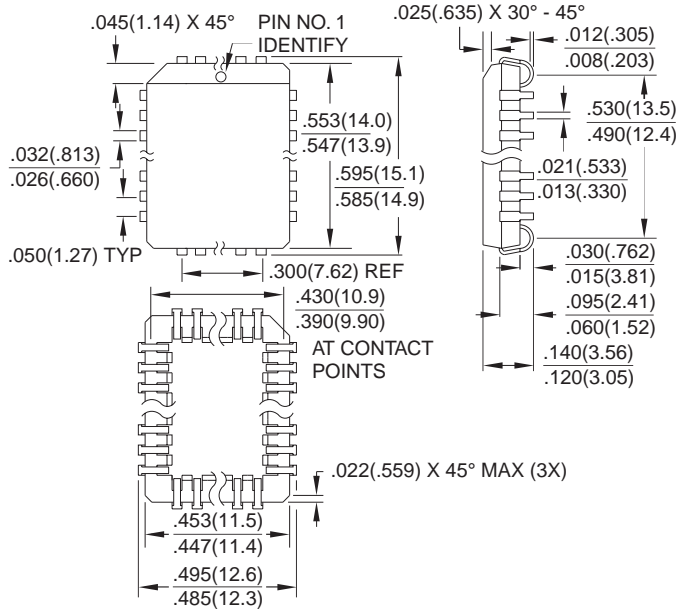 .045(1.14) X 45°
PIN NO. 1
IDENTIFY
.025(.635) X 30° - 45°
.012(.305)
.008(.203)
.553(14.0)
.547(13.9)
.595(15.1)
.585(14.9)
.032(.813)
.026(.660)
.530(13.5)
.490(12.4)
.021(.533)
.013(.330)
.050(1.27) TYP
.300(7.62) REF
.430(10.9)
.390(9.90)
AT CONTACT
POINTS
.030(.762)
.015(3.81)
.095(2.41)
.060(1.52)
.140(3.56)
.120(3.05)
.022(.559) X 45° MAX (3X)
.453(11.5)
.447(11.4)
.495(12.6)
.485(12.3)